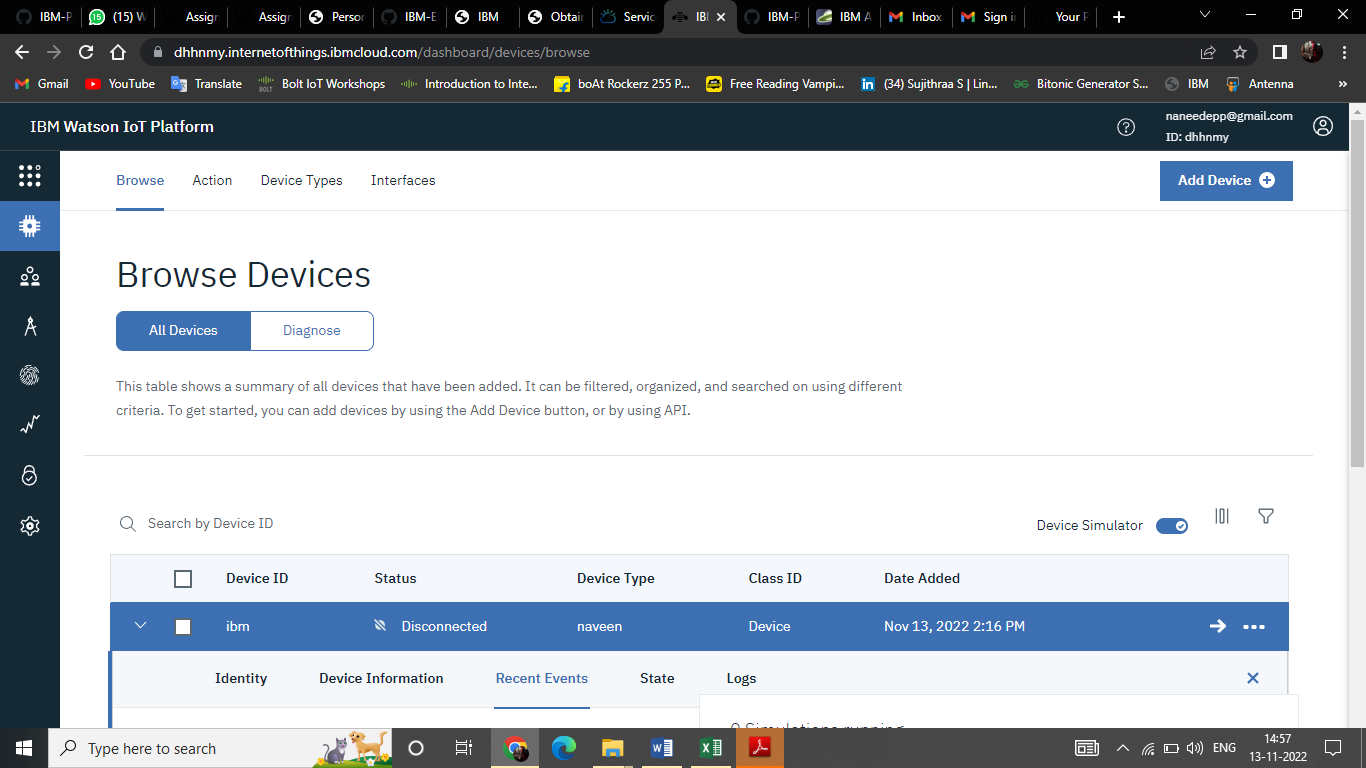 IBM-P
(15) W
Assign
Assign
Person
IBM-E
IBM
Obtai
Servic
IB
IBM-P
IBM A
Inbox
Sign i
Your P
dhhnmy.internetofthings.ibmcloud.com/dashboard/devices/browse
Gmail
YouTube
Translate
Bolt IoT Workshops
Introduction to Inte...
boAt Rockerz 255 P...
Free Reading Vampi...
(34) Sujithraa S | Lin...
Bitonic Generator S...
IBM
Antenna
IBM Watson IoT Platform
naneedepp@gmail.com
ID: dhhnmy
Browse Action Device Types Interfaces
Add Device
Browse Devices
All Devices Diagnose
This table shows a summary of all devices that have been added. It can be filtered, organized, and searched on using different
criteria. To get started, you can add devices by using the Add Device button, or by using API.
Search by Device ID
Device Simulator
Device ID Status Device Type Class ID Date Added
ibm Disconnected naveen Device Nov 13, 2022 2:16 PM
Identity Device Information Recent Events State Logs
0 Simulations running
Type here to search
ENG
14:57
13-11-2022